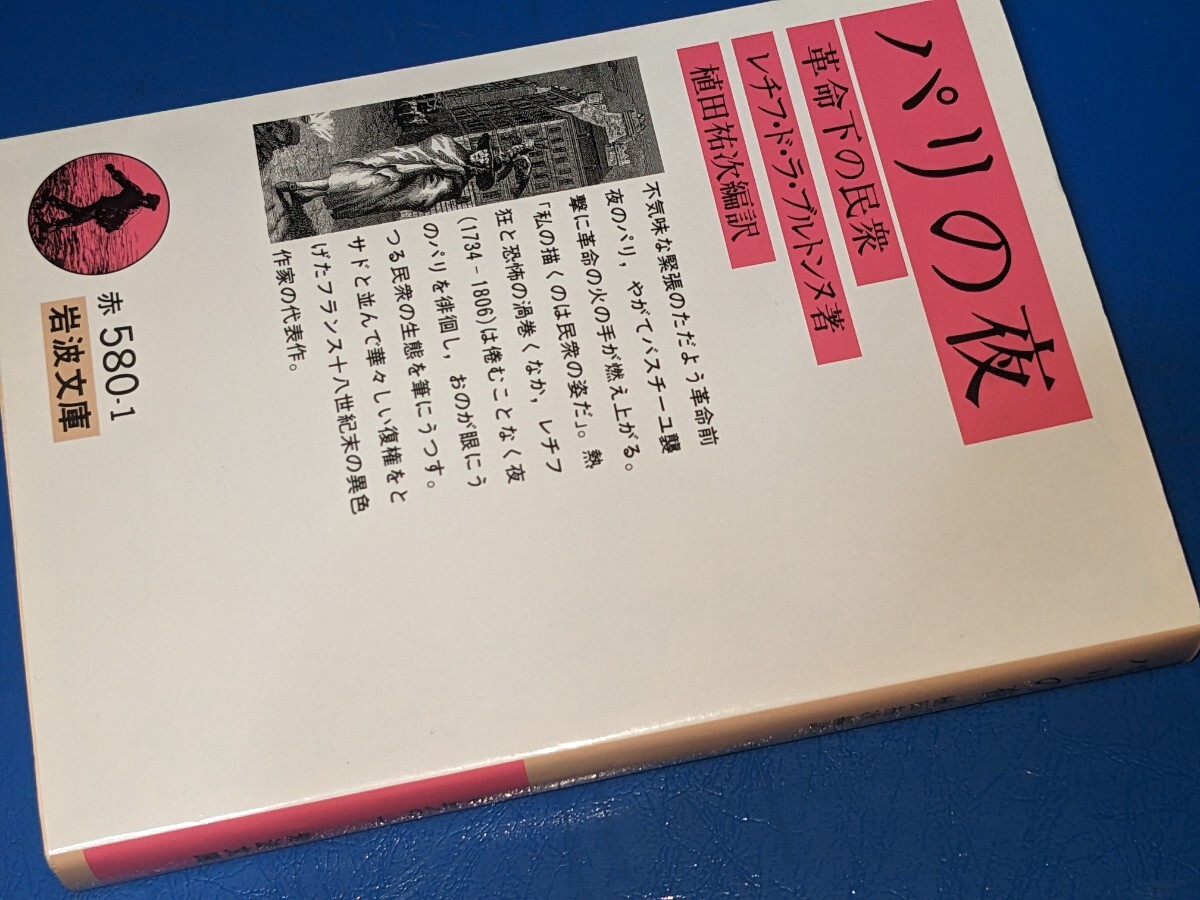 パリの夜
革命下の民衆
レチフ・ド・ラ・ブルトンヌ著
植田祐次編訳
不気味な緊張のただよう革命前
夜のパリ，やがてバスチーユ襲
撃に革命の火の手が燃え上がる。
「私の描くのは民衆の姿だ」。熱
狂と恐怖の渦巻くなか，レチフ
(1734－1806)は倦むことなく夜
のパリを徘徊し，おのが眼にう
つる民衆の生態を筆にうつす。
サドと並んで華々しい復権をと
げたフランス十八世紀末の異色
作家の代表作。
赤 580-1
岩波文庫
パリの夜